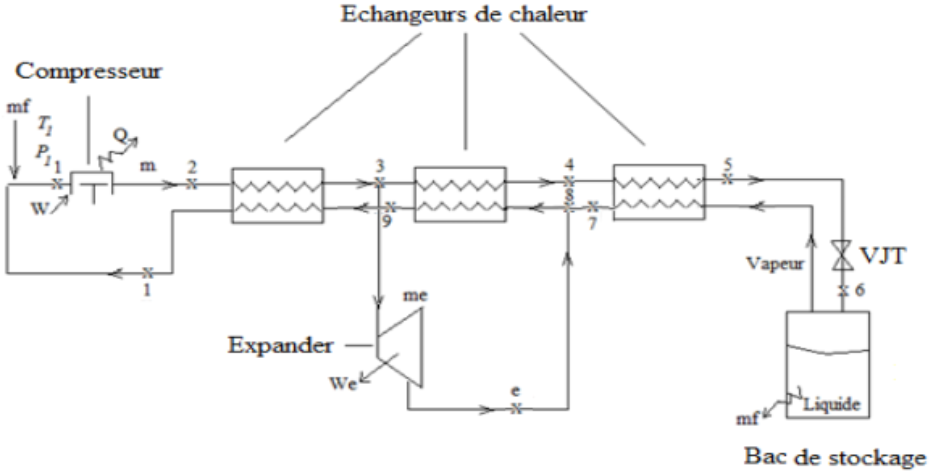 Echangeurs de chaleur
Compresseur
mf
T1
P1
Q
1
m
2
3
4
5
W
8
9
7
1
Vapeur
VJT
6
me
Expander
We
e
Liquide
mf
Bac de stockage